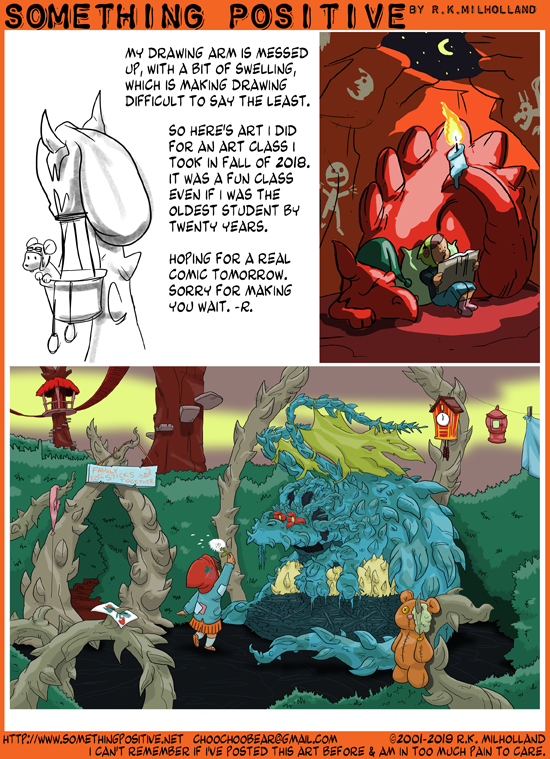 SOMETHING POSITIVE BY R.K.MILHOLLAND
MY DRAWING ARM IS MESSED
UP, WITH A BIT OF SWELLING,
WHICH IS MAKING DRAWING
DIFFICULT TO SAY THE LEAST.
SO HERE'S ART I DID
FOR AN ART CLASS I
TOOK IN FALL OF 2018.
IT WAS A FUN CLASS
EVEN IF I WAS THE
OLDEST STUDENT BY
TWENTY YEARS.
HOPING FOR A REAL
COMIC TOMORROW.
SORRY FOR MAKING
YOU WAIT. -R.
FAMILY
STICKS
TOGETHER
HTTP://WWW.SOMETHINGPOSITIVE.NET CHOOCHOOBEAR@GMAIL.COM ©2001-2019 R.K. MILHOLLAND
I CAN'T REMEMBER IF I'VE POSTED THIS ART BEFORE & AM IN TOO MUCH PAIN TO CARE.